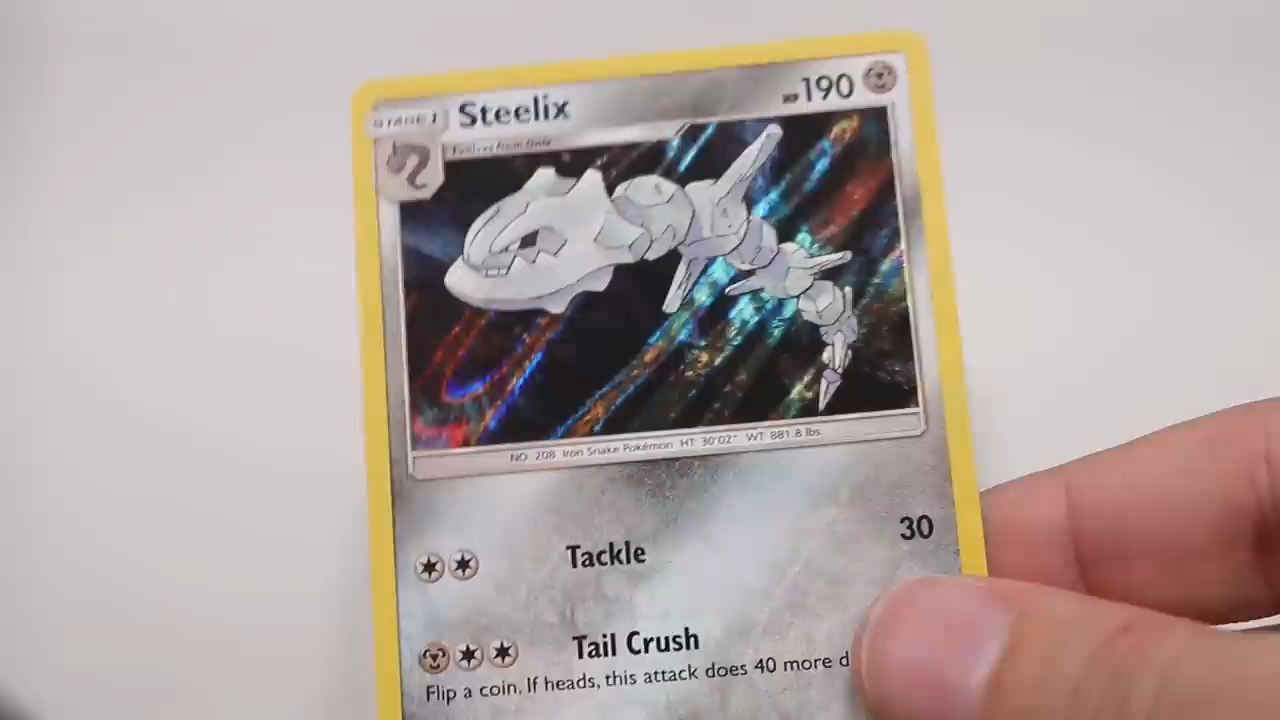 STAGE 1
Steelix
HP 190
Evolves from Onix
NO. 208 Iron Snake Pokémon HT: 30'02" WT: 881.8 lbs.
Tackle 30
Tail Crush
Flip a coin. If heads, this attack does 40 more d